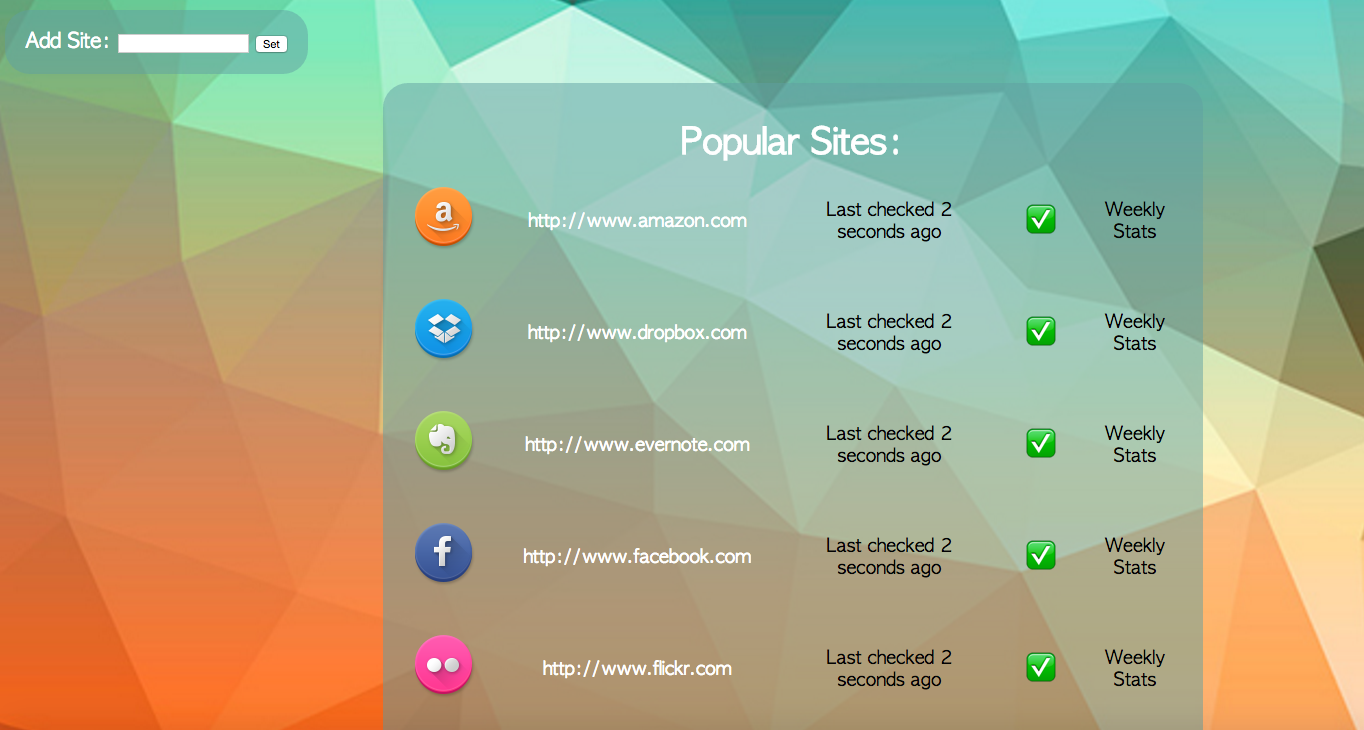 Add Site: Set
Popular Sites:
a http://www.amazon.com Last checked 2 seconds ago Weekly Stats
http://www.dropbox.com Last checked 2 seconds ago Weekly Stats
http://www.evernote.com Last checked 2 seconds ago Weekly Stats
f http://www.facebook.com Last checked 2 seconds ago Weekly Stats
http://www.flickr.com Last checked 2 seconds ago Weekly Stats